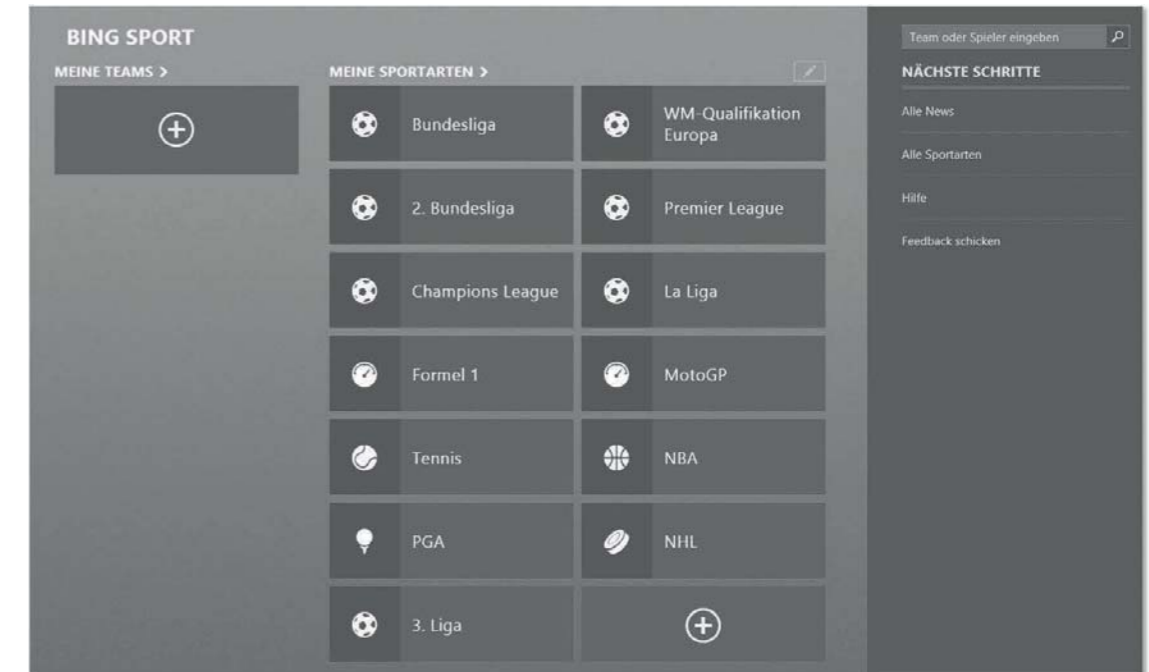 BING SPORT
MEINE TEAMS >
MEINE SPORTARTEN >
Bundesliga
WM-Qualifikation
Europa
2. Bundesliga
Premier League
Champions League
La Liga
Formel 1
MotoGP
Tennis
NBA
PGA
NHL
3. Liga
Team oder Spieler eingeben
NÄCHSTE SCHRITTE
Alle News
Alle Sportarten
Hilfe
Feedback schicken